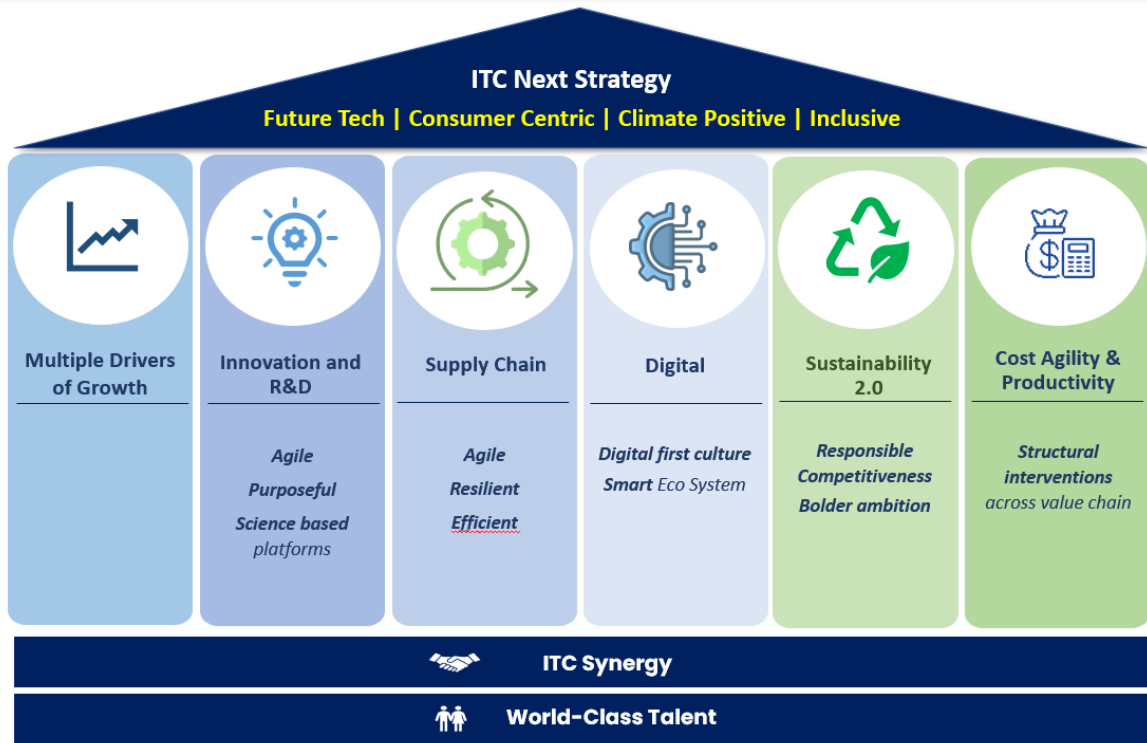 ITC Next Strategy
Future Tech | Consumer Centric | Climate Positive | Inclusive
Multiple Drivers
of Growth
Innovation and
R&D
Agile
Purposeful
Science based
platforms
Supply Chain
Agile
Resilient
Efficient
Digital
Digital first culture
Smart Eco System
Sustainability
2.0
Responsible
Competitiveness
Bolder ambition
$
Cost Agility &
Productivity
Structural
interventions
across value chain
ITC Synergy
World-Class Talent